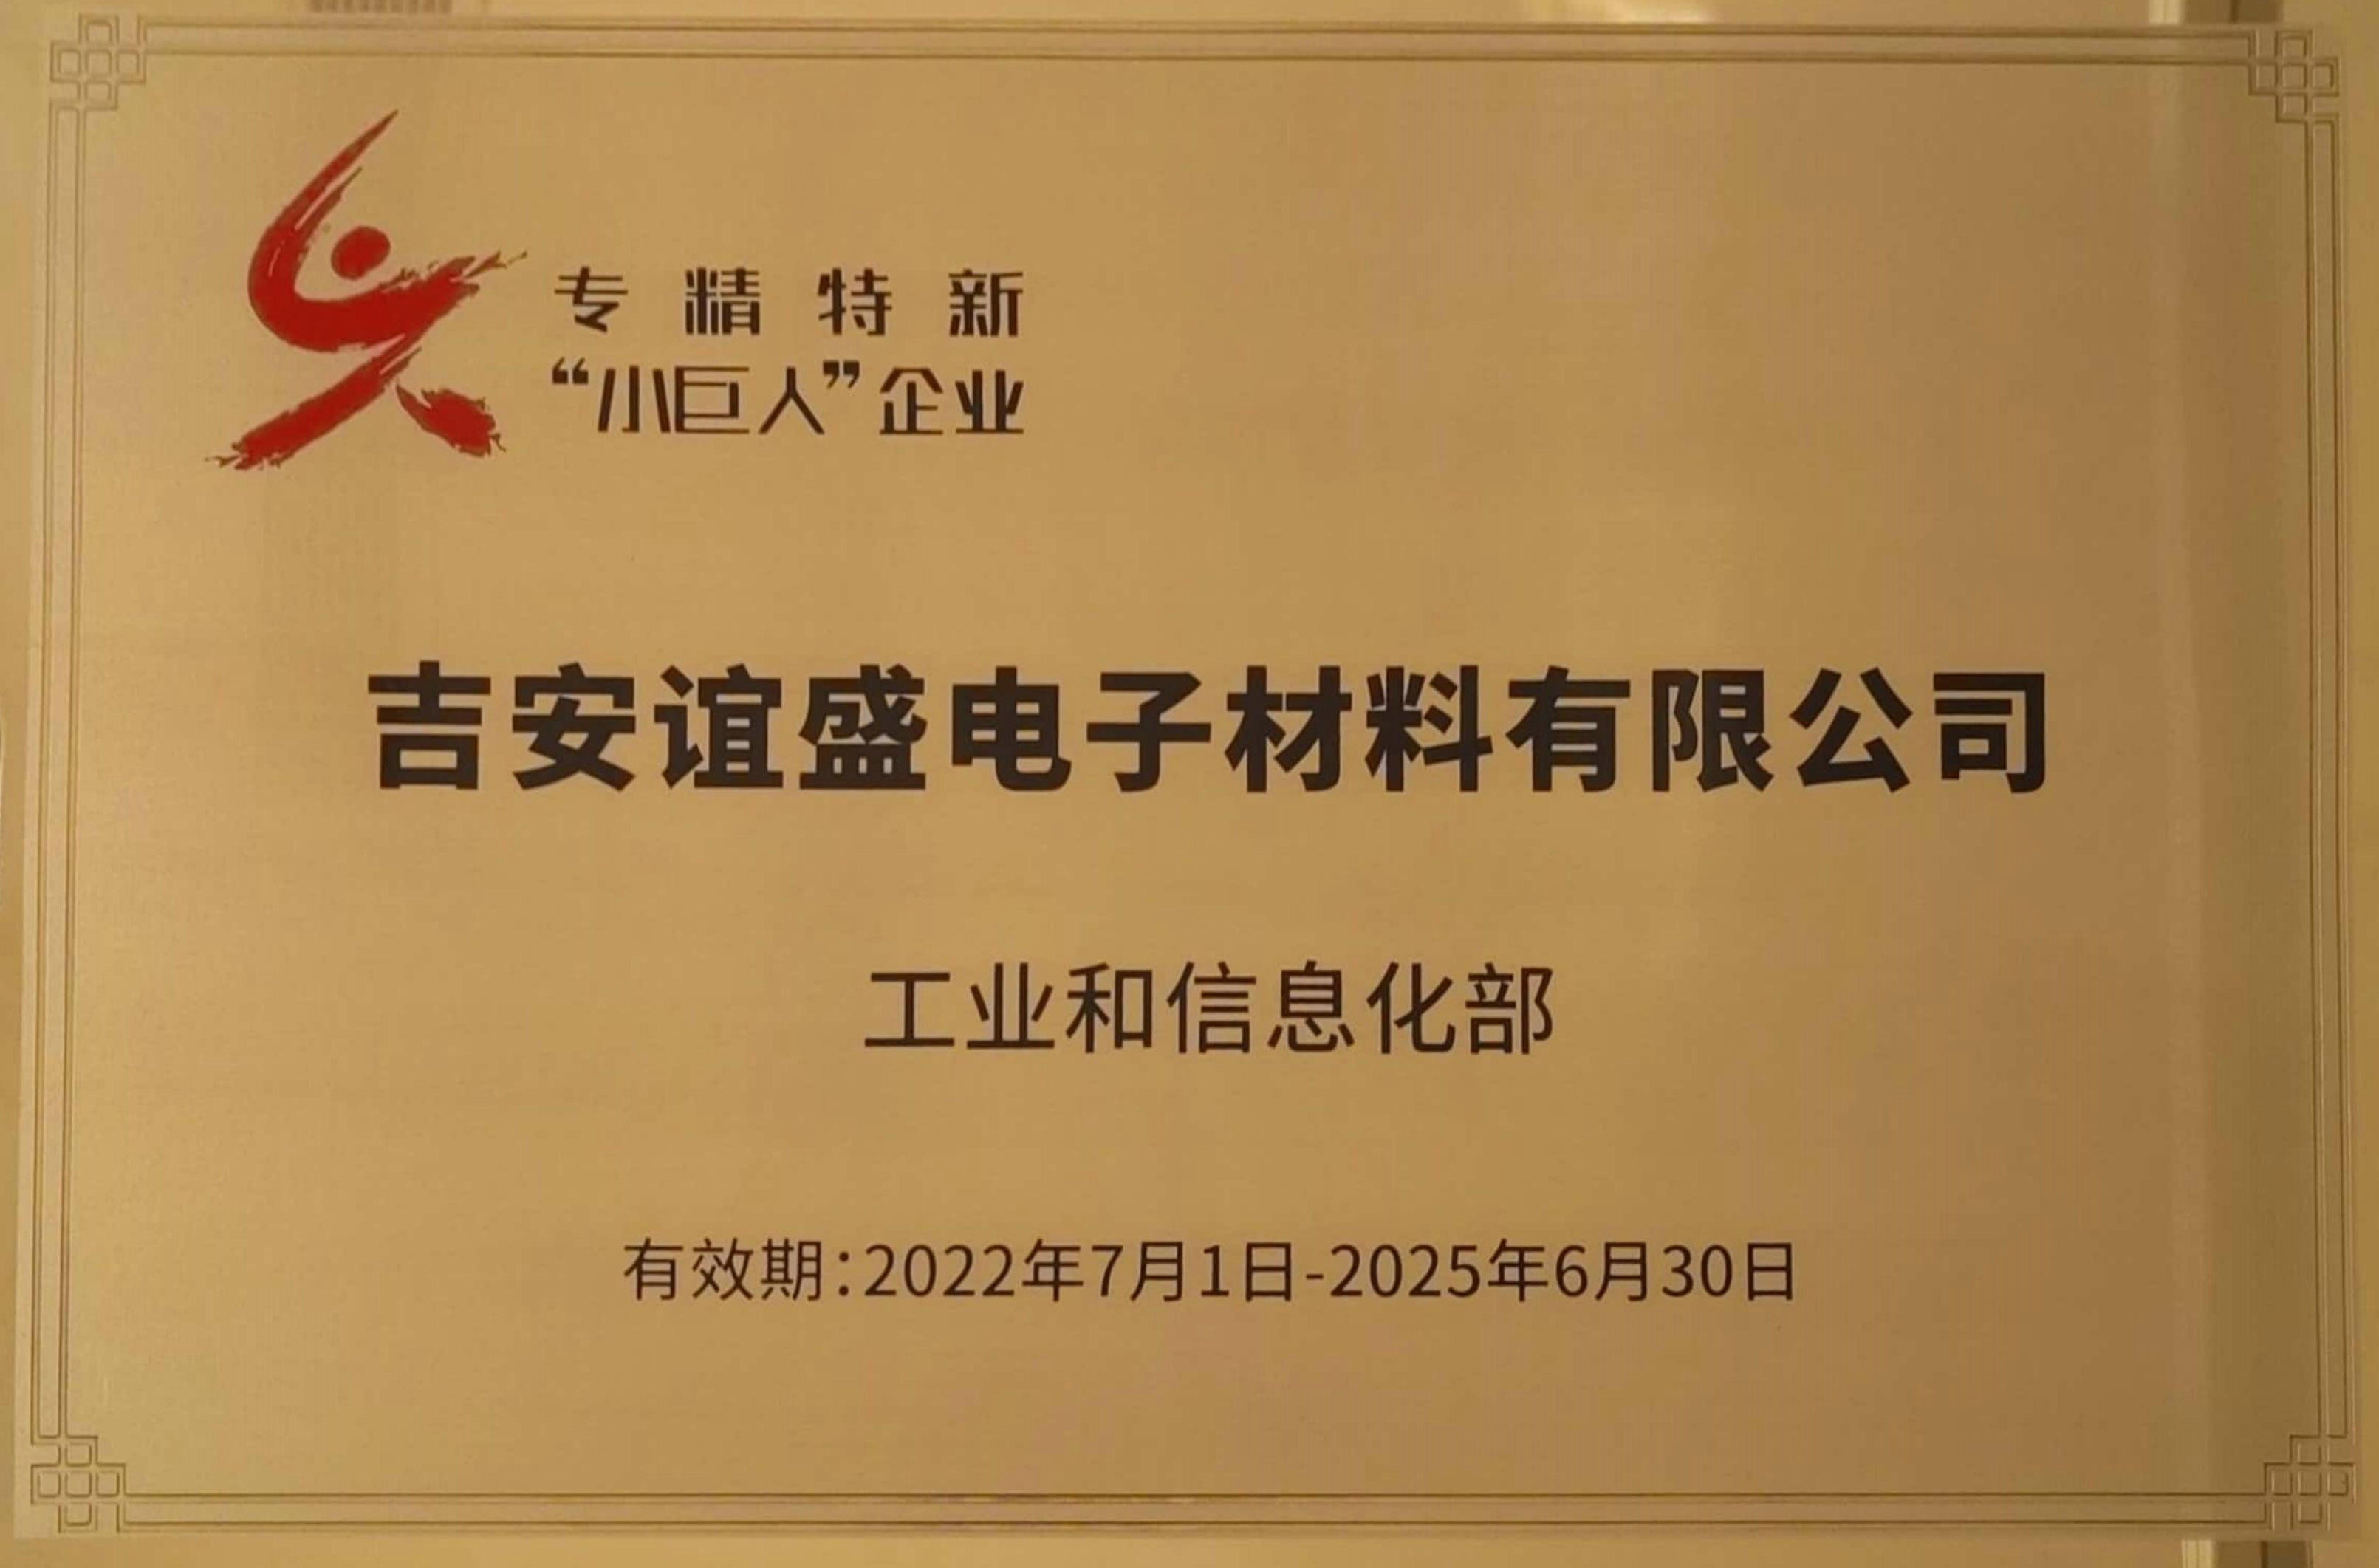 专精特新
“小巨人”企业
吉安谊盛电子材料有限公司
工业和信息化部
有效期:2022年7月1日-2025年6月30日